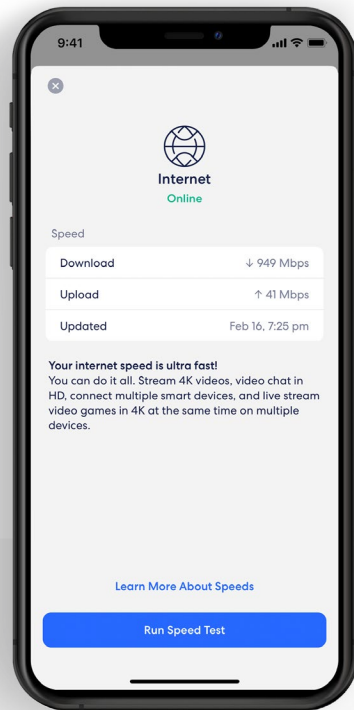 9:41
Internet
Online
Speed
Download ↓ 949 Mbps
Upload ↑ 41 Mbps
Updated Feb 16, 7:25 pm
Your internet speed is ultra fast!
You can do it all. Stream 4K videos, video chat in
HD, connect multiple smart devices, and live stream
video games in 4K at the same time on multiple
devices.
Learn More About Speeds
Run Speed Test